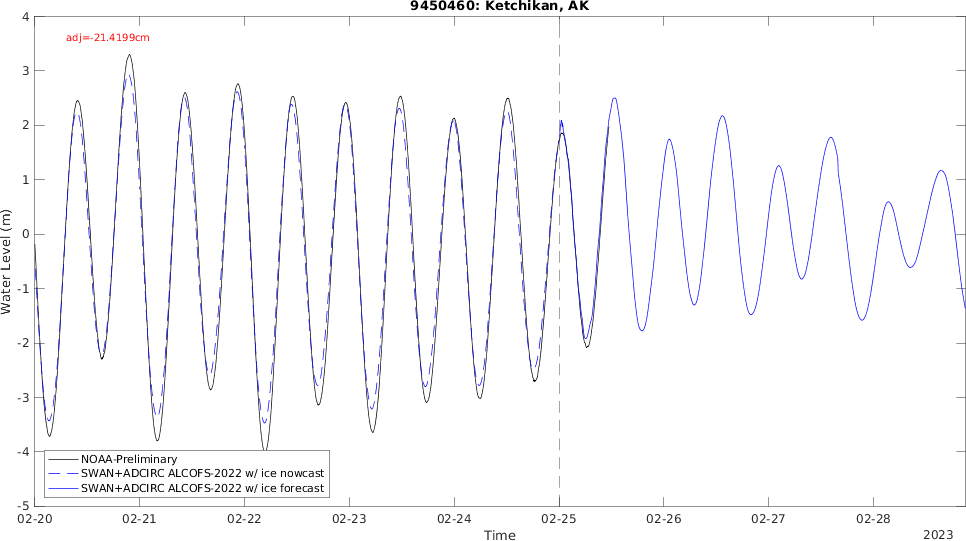 9450460: Ketchikan, AK
adj=-21.4199cm
4
3
2
1
0
-1
-2
-3
-4
-5
Water Level (m)
NOAA-Preliminary
SWAN+ADCIRC ALCOFS-2022 w/ ice nowcast
SWAN+ADCIRC ALCOFS-2022 w/ ice forecast
02-20 02-21 02-22 02-23 02-24 02-25 02-26 02-27 02-28
Time
2023